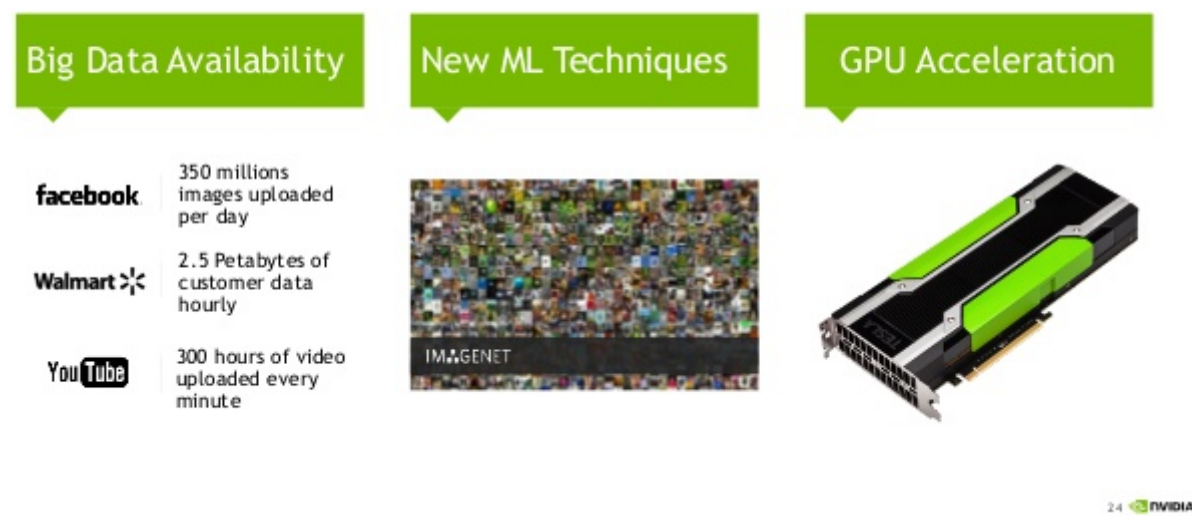 Big Data Availability
New ML Techniques
GPU Acceleration
facebook
350 millions
images uploaded
per day
Walmart
2.5 Petabytes of
customer data
hourly
YouTube
300 hours of video
uploaded every
minute
IMAGENET
TESLA
24 NVIDIA